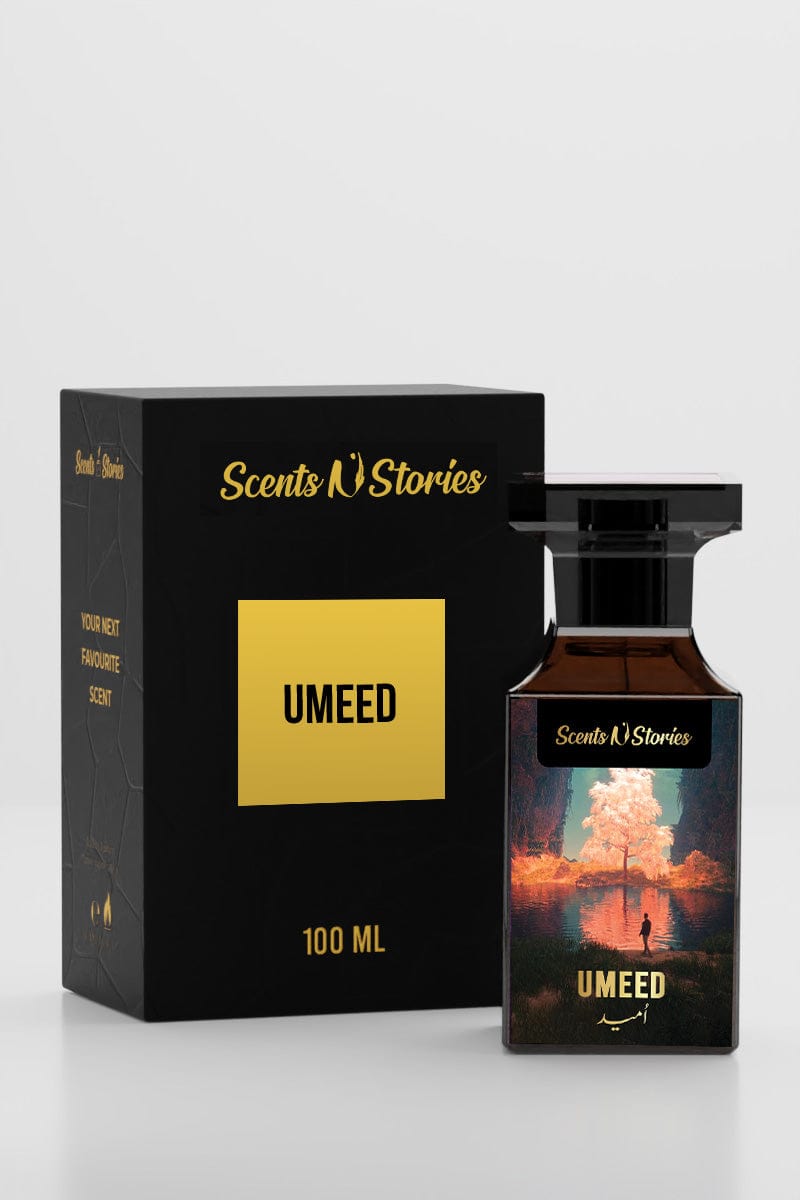 Scents N Stories
YOUR NEXT
FAVOURITE
SCENT
Scents N Stories
UMEED
100 ML
Scents N Stories
UMEED
اُمید